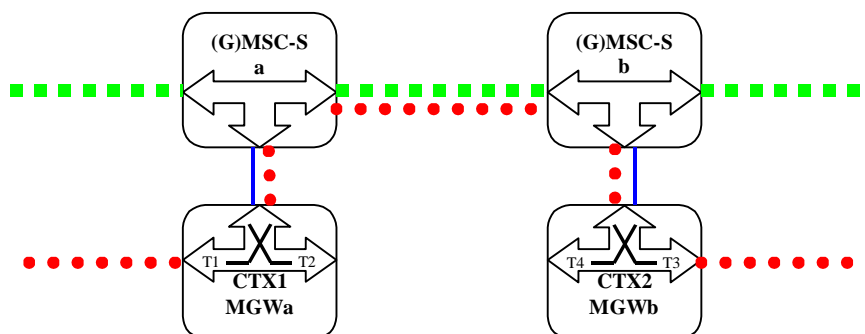 (G)MSC-S
a
(G)MSC-S
b
T1
T2
CTX1
MGWa
T4
T3
CTX2
MGWb